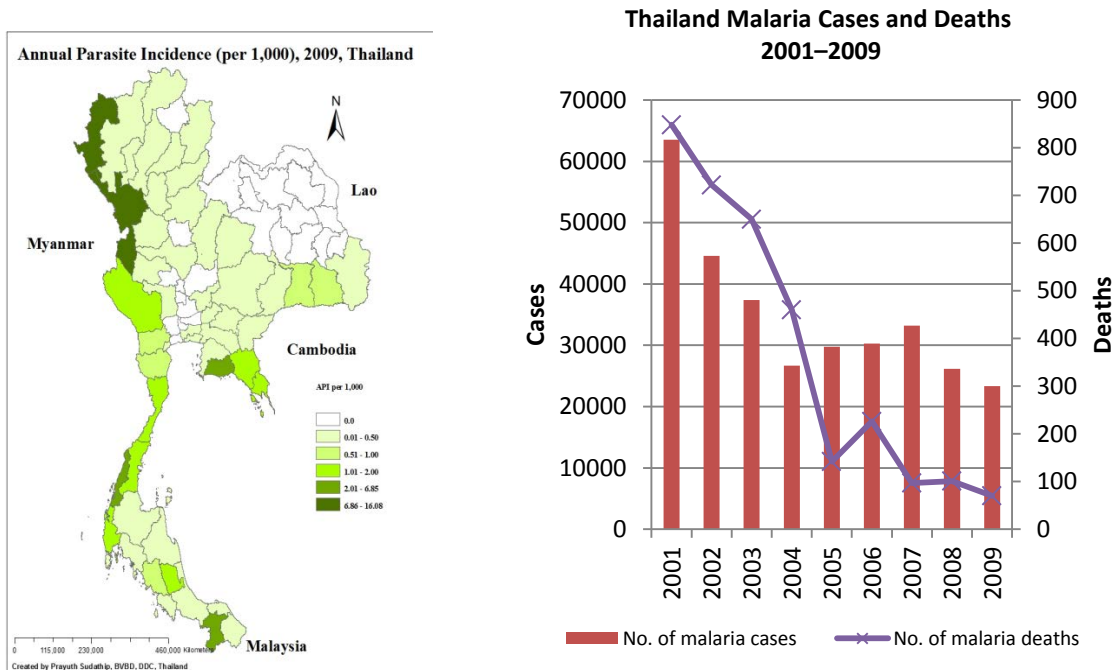 Annual Parasite Incidence (per 1,000), 2009, Thailand
N
Lao
Myanmar
Cambodia
API per 1,000
0.0
0.01 - 0.50
0.51 - 1.00
1.01 - 2.00
2.01 - 6.85
6.86 - 16.08
Malaysia
0 115,000 230,000 460,000 Kilometers
Created by Prayuth Sudathip, BVBD, DDC, Thailand
Thailand Malaria Cases and Deaths
2001–2009
Cases
70000
60000
50000
40000
30000
20000
10000
0
900
800
700
600
500
400
300
200
100
0
Deaths
2001
2002
2003
2004
2005
2006
2007
2008
2009
No. of malaria cases
No. of malaria deaths